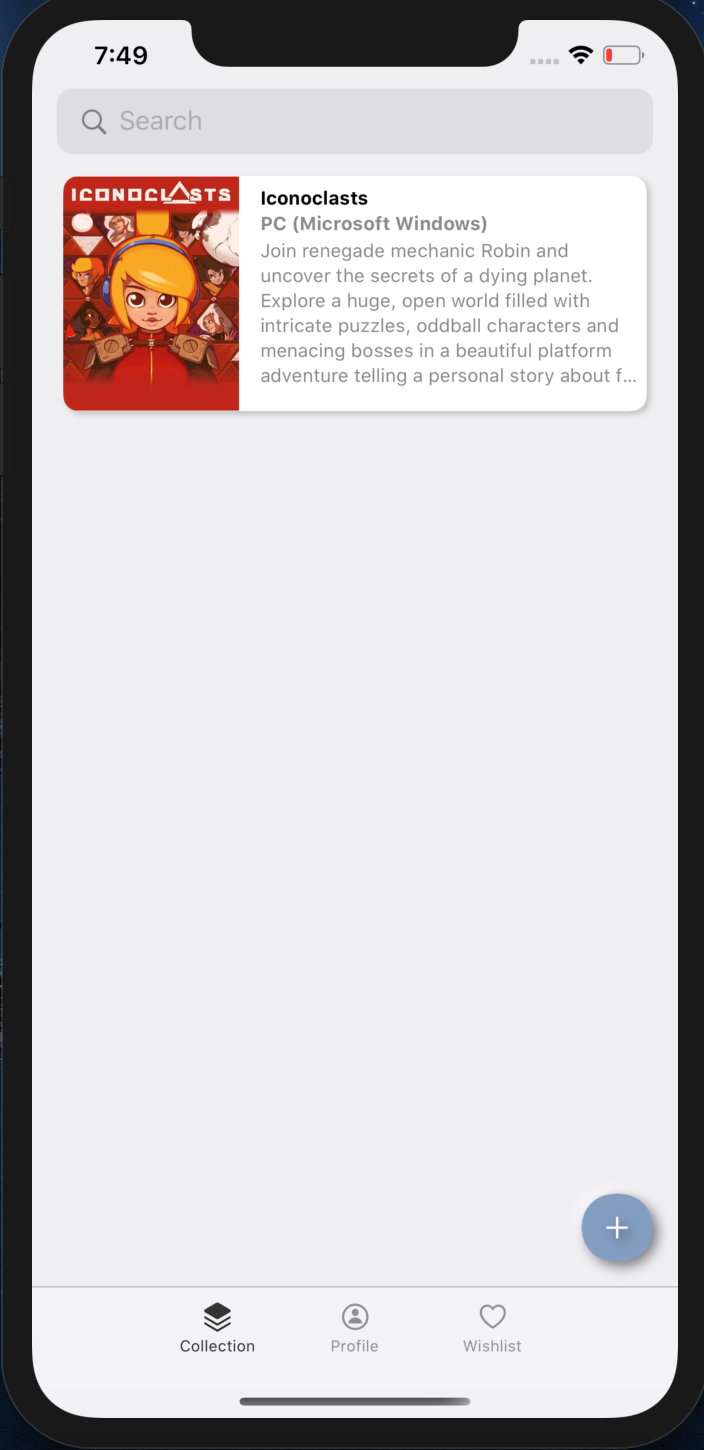 7:49
Search
ICONOCLASTS
Iconoclasts
PC (Microsoft Windows)
Join renegade mechanic Robin and
uncover the secrets of a dying planet.
Explore a huge, open world filled with
intricate puzzles, oddball characters and
menacing bosses in a beautiful platform
adventure telling a personal story about f...
Collection
Profile
Wishlist